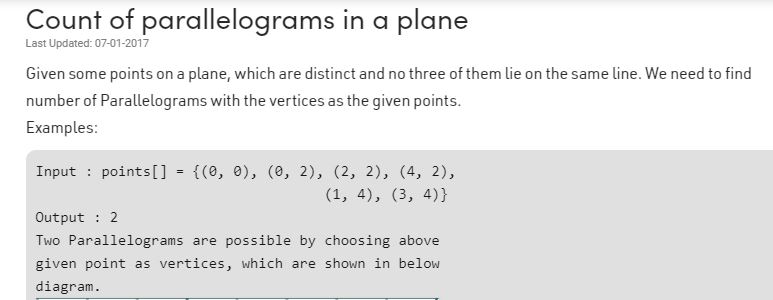 Count of parallelograms in a plane
Last Updated: 07-01-2017
Given some points on a plane, which are distinct and no three of them lie on the same line. We need to find
number of Parallelograms with the vertices as the given points.
Examples:
Input : points[] = {(0, 0), (0, 2), (2, 2), (4, 2),
(1, 4), (3, 4)}
Output : 2
Two Parallelograms are possible by choosing above
given point as vertices, which are shown in below
diagram.